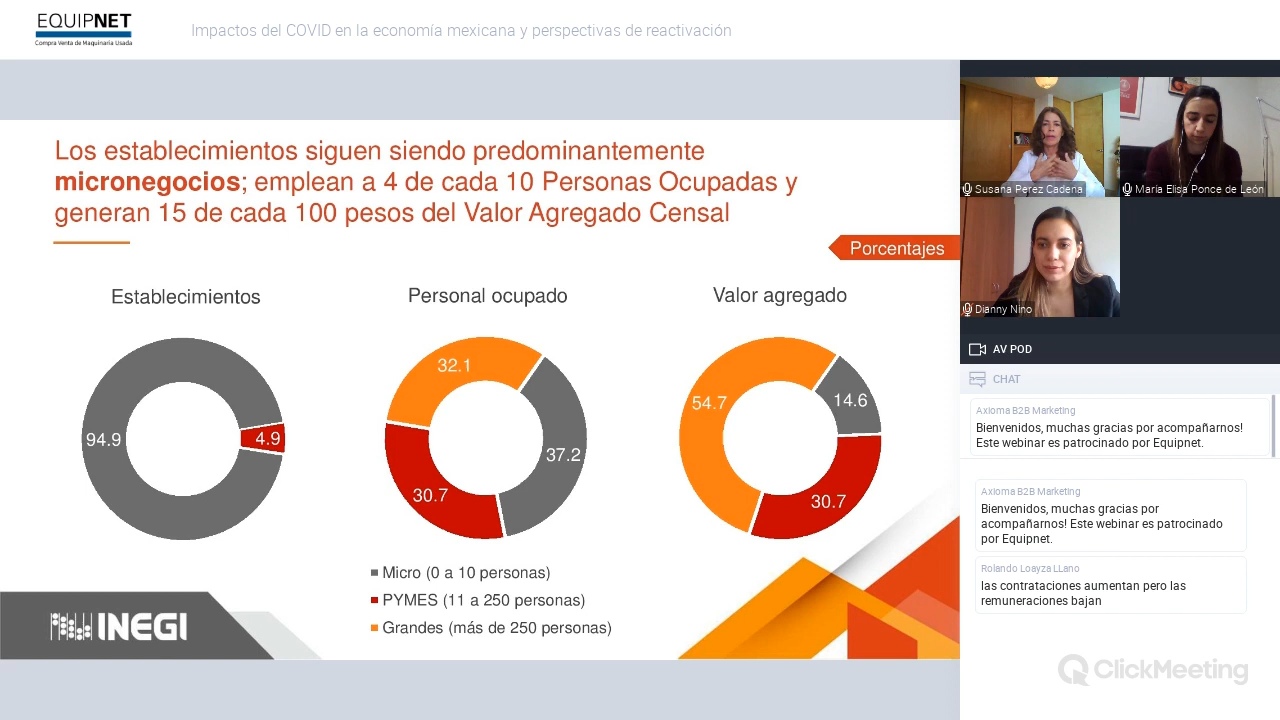 EQUIPNET
Compra Venta de Maquinaria Usada
Impactos del COVID en la economía mexicana y perspectivas de reactivación
Los establecimientos siguen siendo predominantemente
micronegocios; emplean a 4 de cada 10 Personas Ocupadas y
generan 15 de cada 100 pesos del Valor Agregado Censal
Porcentajes
Establecimientos
Personal ocupado
Valor agregado
94.9
4.9
32.1
37.2
30.7
54.7
14.6
30.7
Micro (0 a 10 personas)
PYMES (11 a 250 personas)
Grandes (más de 250 personas)
INEGI
Susana Perez Cadena
Maria Elisa Ponce de León
Dianny Nino
AV POD
CHAT
Axioma B2B Marketing
Bienvenidos, muchas gracias por acompañarnos!
Este webinar es patrocinado por Equipnet.
Axioma B2B Marketing
Bienvenidos, muchas gracias por
acompañarnos! Este webinar es patrocinado
por Equipnet.
Rolando Loayza LLano
las contrataciones aumentan pero las
remuneraciones bajan
ClickMeeting